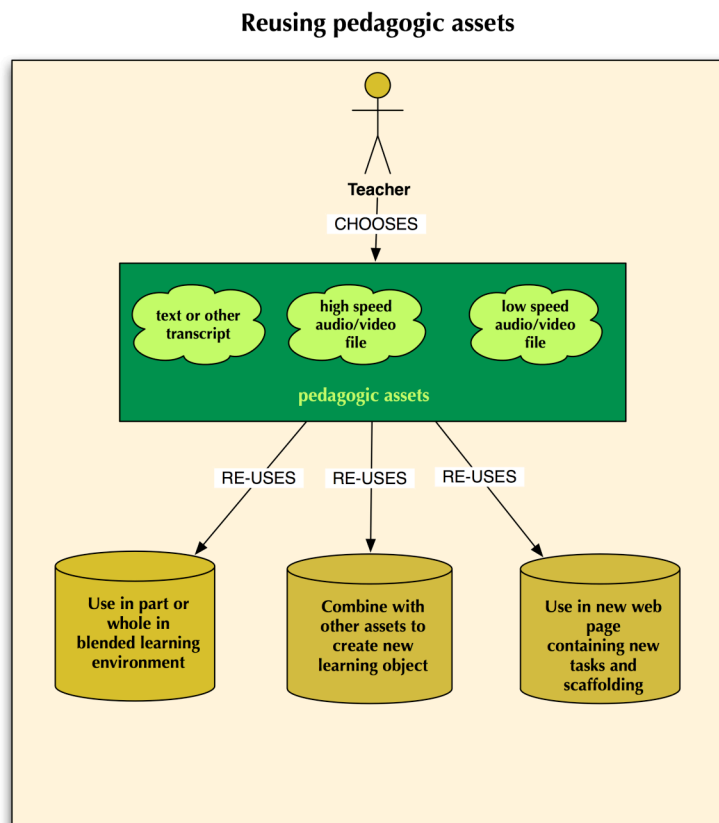 Reusing pedagogic assets
Teacher
CHOOSES
text or other
transcript
high speed
audio/video
file
low speed
audio/video
file
pedagogic assets
RE-USES
RE-USES
RE-USES
Use in part or
whole in
blended learning
environment
Combine with
other assets to
create new
learning object
Use in new web
page
containing new
tasks and
scaffolding